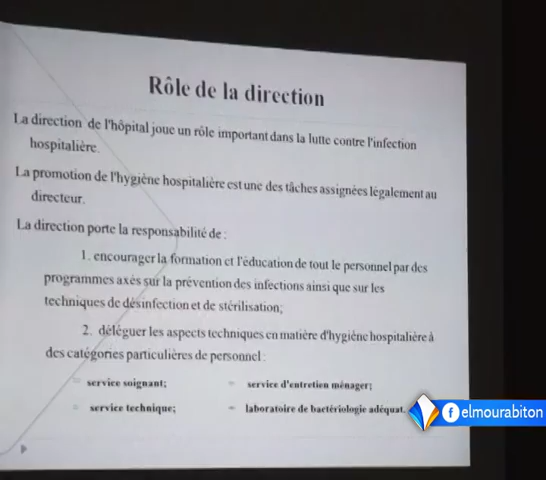 Rôle de la direction
La direction de l'hôpital joue un rôle important dans la lutte contre l'infection
hospitalière.
La promotion de l'hygiène hospitalière est une des tâches assignées légalement au
directeur.
La direction porte la responsabilité de :
1. encourager la formation et l'éducation de tout le personnel par des
programmes axés sur la prévention des infections ainsi que sur les
techniques de désinfection et de stérilisation;
2. déléguer les aspects techniques en matière d'hygiène hospitalière à
des catégories particulières de personnel :
service soignant; service d'entretien ménager;
service technique; laboratoire de bactériologie adéquat.
elmourabiton